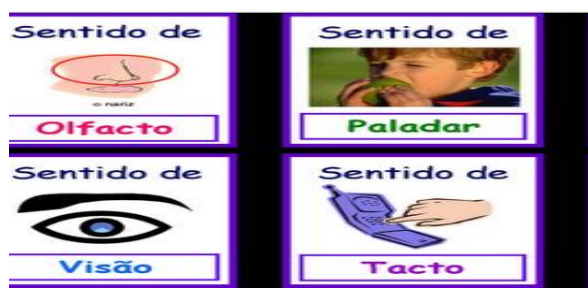 Sentido de
o nariz
Olfacto
Sentido de
Paladar
Sentido de
Visão
Sentido de
Tacto